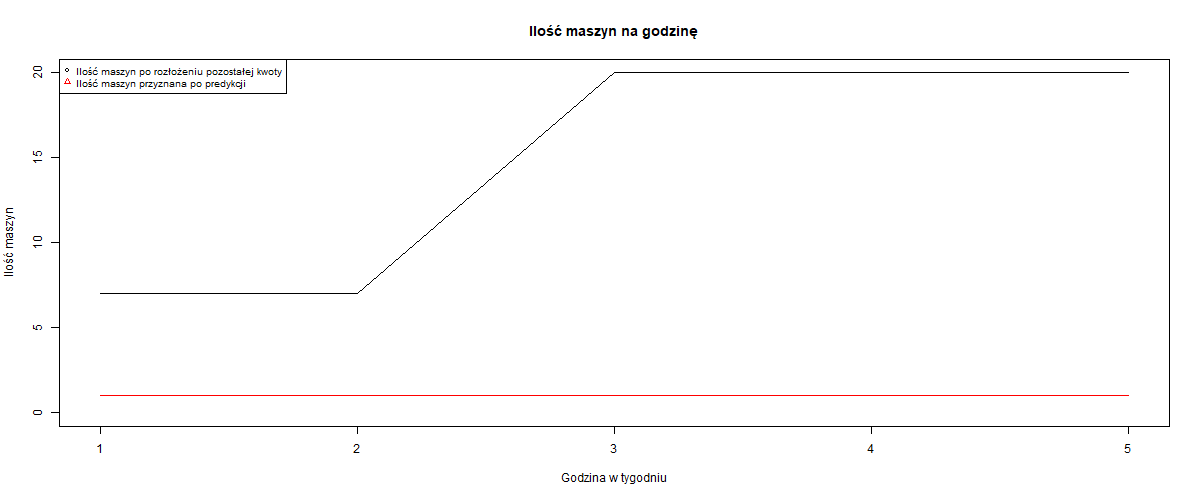 Ilość maszyn na godzinę
Ilość maszyn po rozłożeniu pozostałej kwoty
Ilość maszyn przyznana po predykcji
Ilość maszyn
20
15
10
5
0
1 2 3 4 5
Godzina w tygodniu